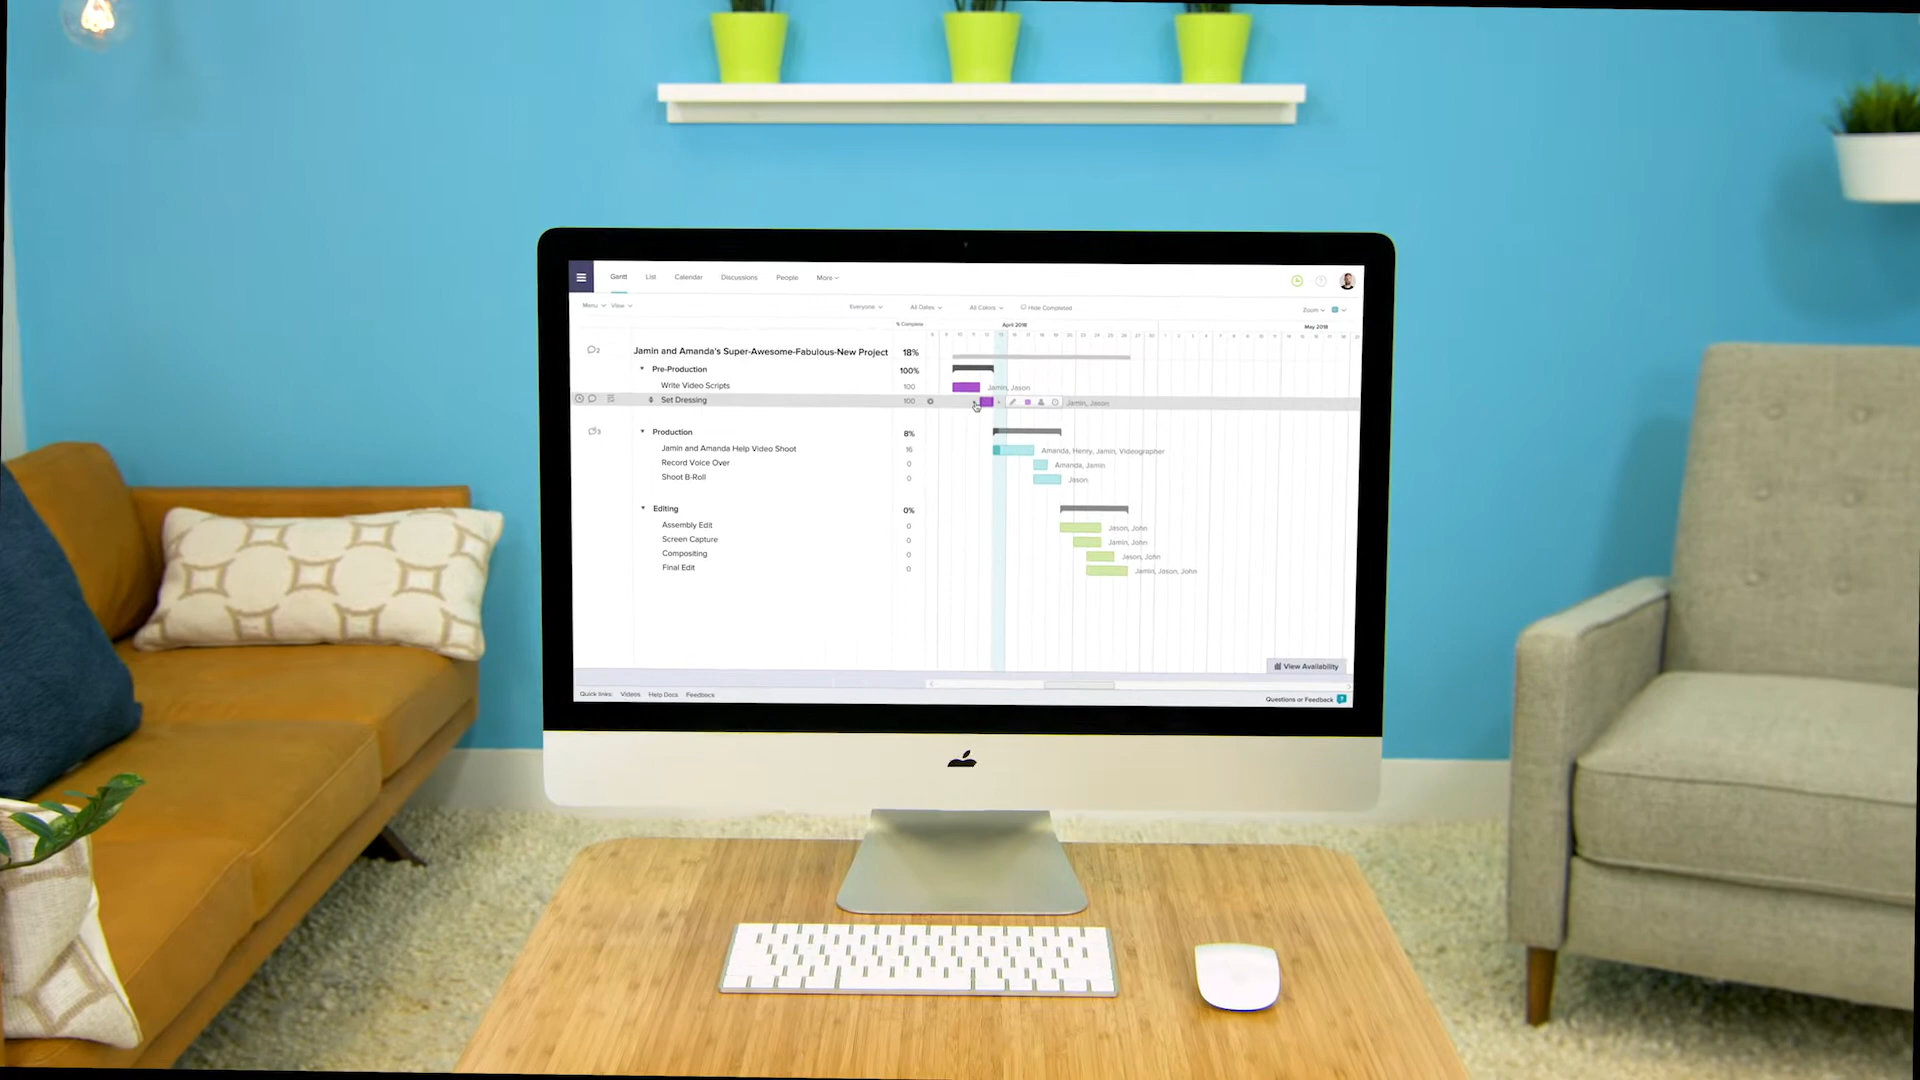 Gantt List Calendar Discussions People More
Menu View Everyone All Dates All Colors Hide Completed Zoom
% Complete April 2018 May 2018
2 Jamin and Amanda's Super-Awesome-Fabulous-New Project 18%
Pre-Production 100%
Write Video Scripts 100 Jamin, Jason
Set Dressing 100 Jamin, Jason
3 Production 8%
Jamin and Amanda Help Video Shoot 16 Amanda, Henry, Jamin, Videographer
Record Voice Over 0 Amanda, Jamin
Shoot B-Roll 0 Jason
Editing 0%
Assembly Edit 0 Jason, John
Screen Capture 0 Jamin, John
Compositing 0 Jason, John
Final Edit 0 Jamin, Jason, John
View Availability
Quick links: Videos Help Docs Feedback Questions or Feedback ?